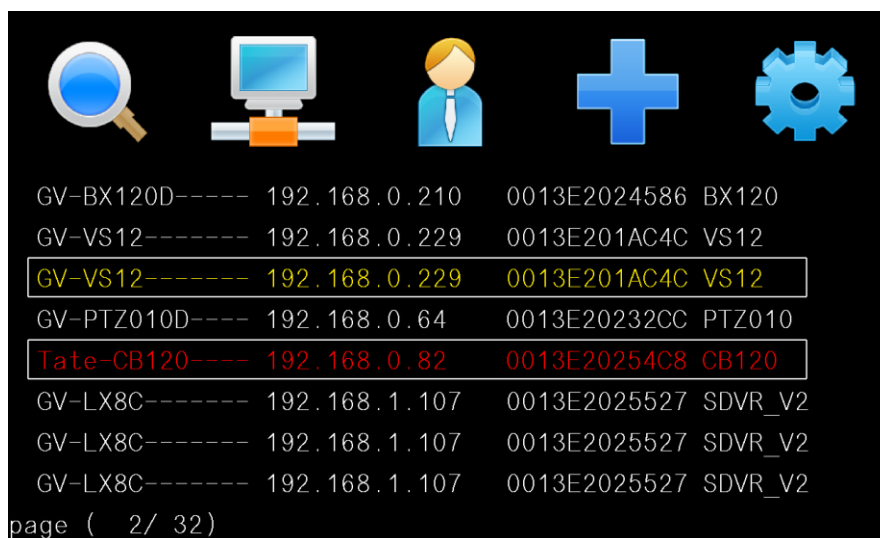 GV-BX120D----- 192.168.0.210 0013E2024586 BX120
GV-VS12------- 192.168.0.229 0013E201AC4C VS12
GV-VS12------- 192.168.0.229 0013E201AC4C VS12
GV-PTZ010D---- 192.168.0.64 0013E20232CC PTZ010
Tate-CB120---- 192.168.0.82 0013E20254C8 CB120
GV-LX8C------- 192.168.1.107 0013E2025527 SDVR_V2
GV-LX8C------- 192.168.1.107 0013E2025527 SDVR_V2
GV-LX8C------- 192.168.1.107 0013E2025527 SDVR_V2
page ( 2/ 32)